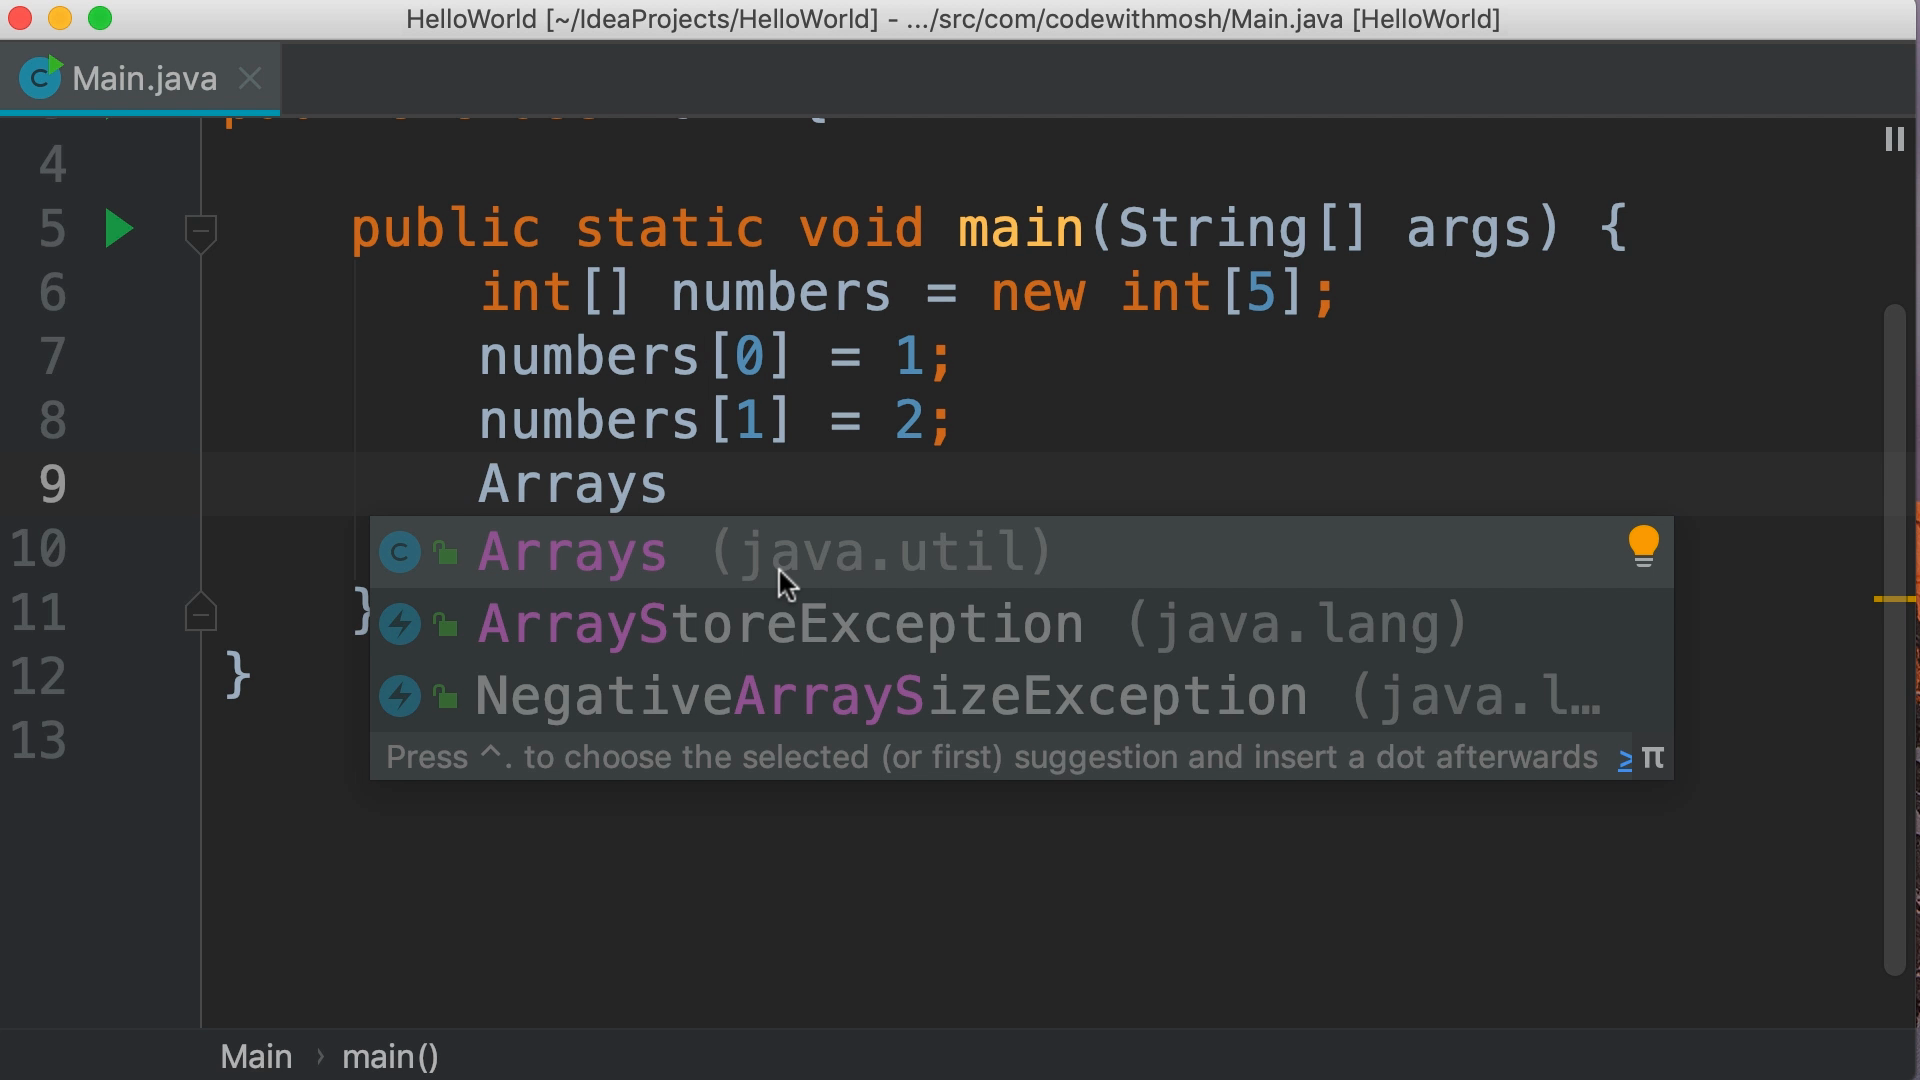 HelloWorld [~/IdeaProjects/HelloWorld] - .../src/com/codewithmosh/Main.java [HelloWorld]
C Main.java
4
5 public static void main(String[] args) {
6 int[] numbers = new int[5];
7 numbers[0] = 1;
8 numbers[1] = 2;
9 Arrays
10 C Arrays (java.util)
11 } ArrayStoreException (java.lang)
12 } NegativeArraySizeException (java.l…
13 Press ^. to choose the selected (or first) suggestion and insert a dot afterwards ≥ π
Main › main()